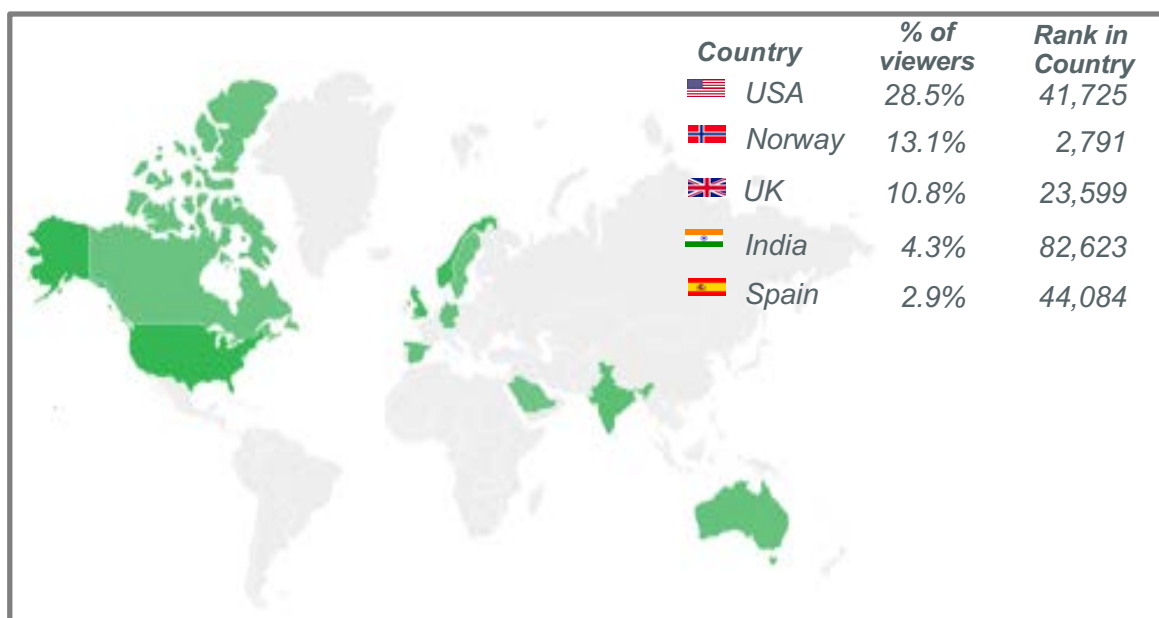 Country % of viewers Rank in Country
USA 28.5% 41,725
Norway 13.1% 2,791
UK 10.8% 23,599
India 4.3% 82,623
Spain 2.9% 44,084